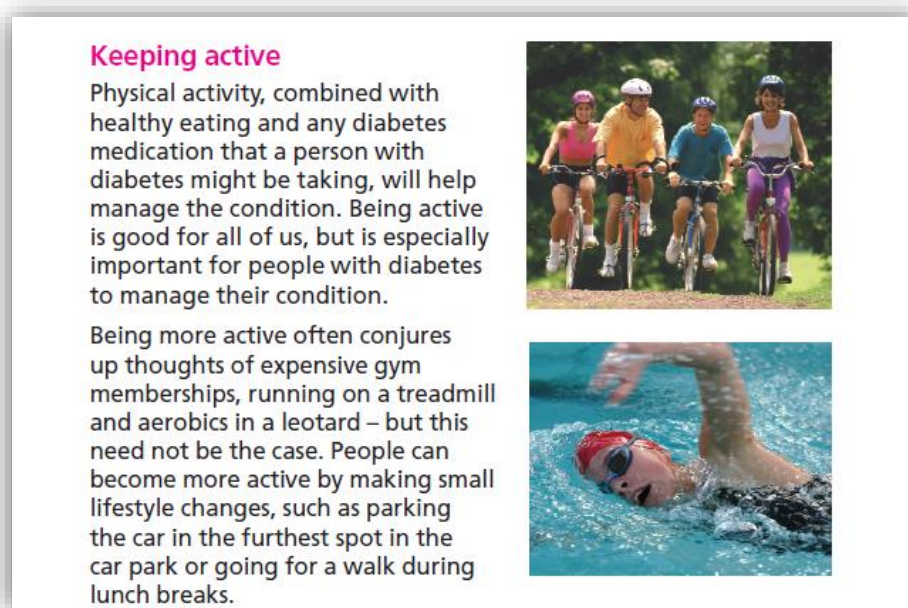 Keeping active
Physical activity, combined with
healthy eating and any diabetes
medication that a person with
diabetes might be taking, will help
manage the condition. Being active
is good for all of us, but is especially
important for people with diabetes
to manage their condition.
Being more active often conjures
up thoughts of expensive gym
memberships, running on a treadmill
and aerobics in a leotard – but this
need not be the case. People can
become more active by making small
lifestyle changes, such as parking
the car in the furthest spot in the
car park or going for a walk during
lunch breaks.